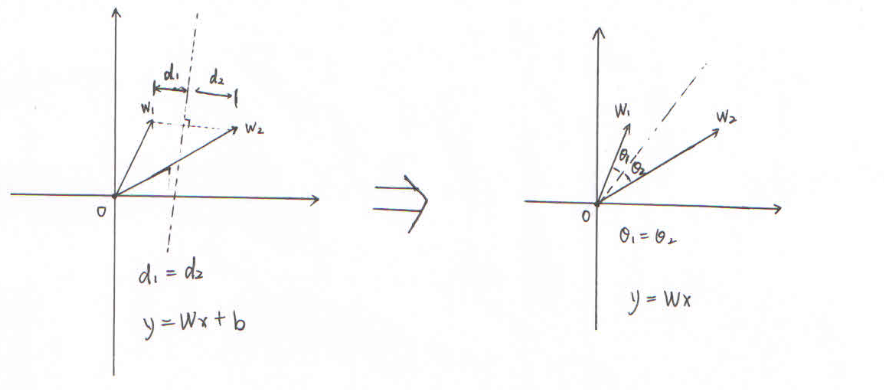 d₁ d₂
W₁
W₂
O
d₁ = d₂
y = Wx + b
W₁
W₂
θ₁ θ₂
O
θ₁ = θ₂
y = Wx